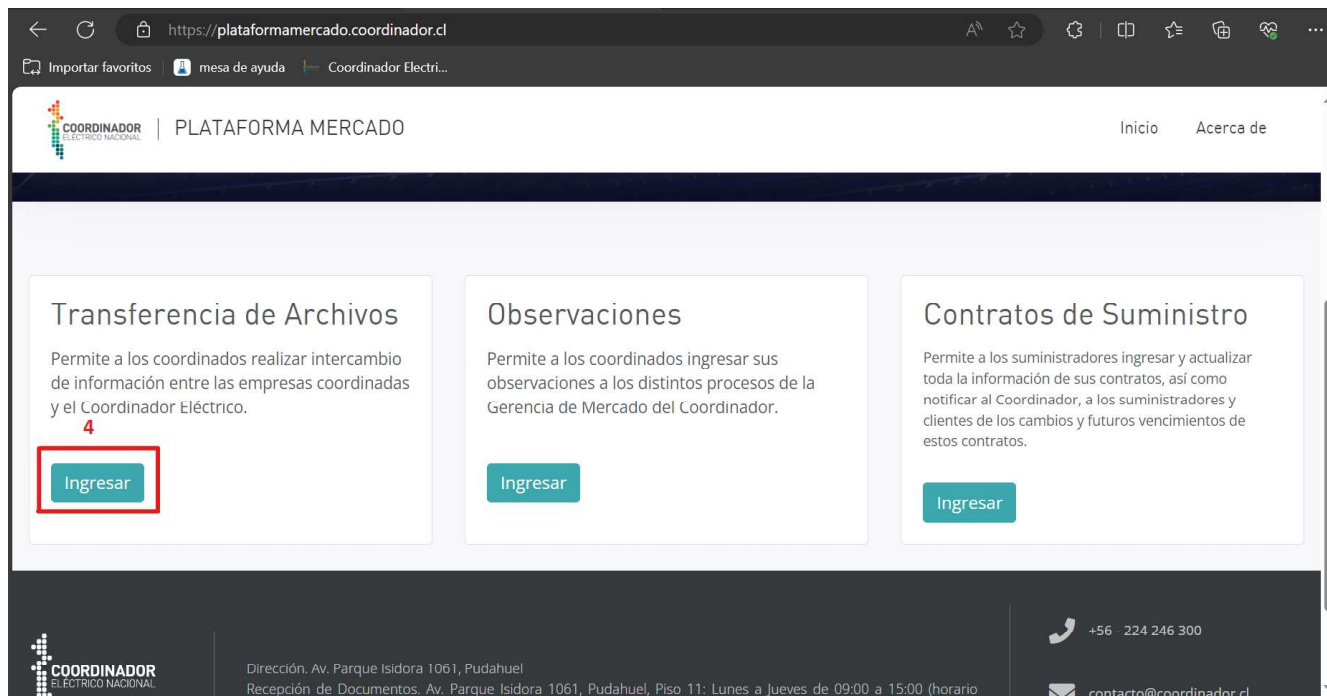 https://plataformamercado.coordinador.cl
Importar favoritos mesa de ayuda Coordinador Electri...
COORDINADOR
ELÉCTRICO NACIONAL
PLATAFORMA MERCADO
Inicio Acerca de
Transferencia de Archivos
Permite a los coordinados realizar intercambio
de información entre las empresas coordinadas
y el Coordinador Eléctrico.
4
Ingresar
Observaciones
Permite a los coordinados ingresar sus
observaciones a los distintos procesos de la
Gerencia de Mercado del Coordinador.
Ingresar
Contratos de Suministro
Permite a los suministradores ingresar y actualizar
toda la información de sus contratos, así como
notificar al Coordinador, a los suministradores y
clientes de los cambios y futuros vencimientos de
estos contratos.
Ingresar
COORDINADOR
ELÉCTRICO NACIONAL
Dirección. Av. Parque Isidora 1061, Pudahuel
Recepción de Documentos. Av. Parque Isidora 1061, Pudahuel, Piso 11: Lunes a Jueves de 09:00 a 15:00 (horario
+56 224 246 300
contacto@coordinador.cl